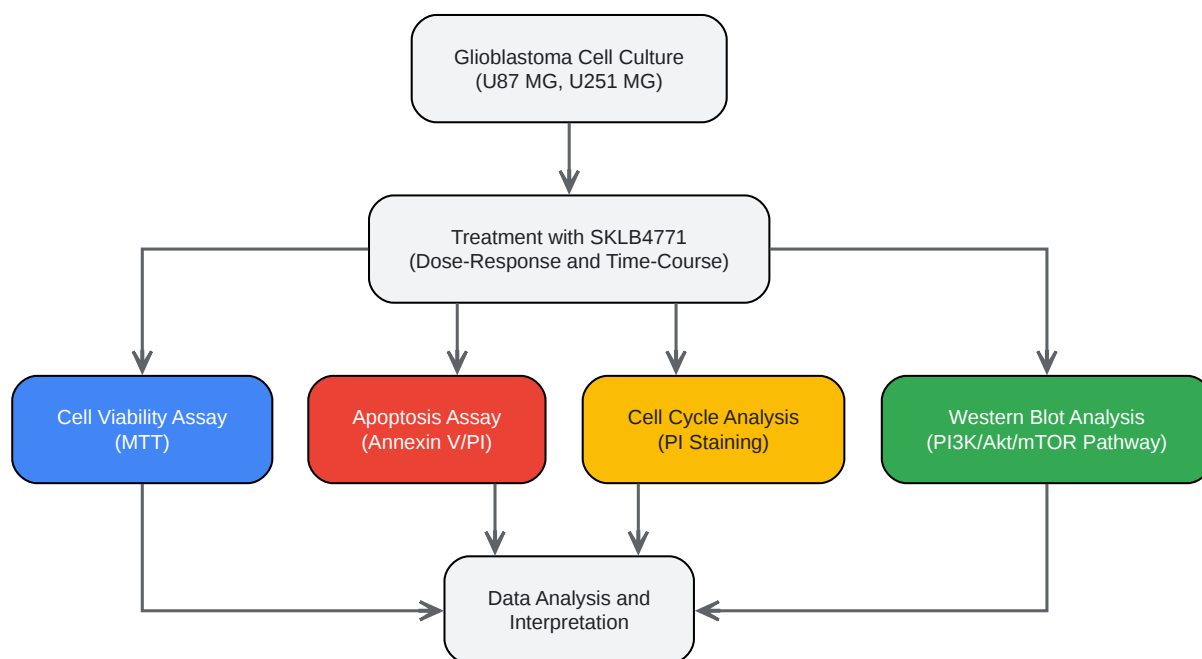 Glioblastoma Cell Culture
(U87 MG, U251 MG)
Treatment with SKLB4771
(Dose-Response and Time-Course)
Cell Viability Assay
(MTT)
Apoptosis Assay
(Annexin V/PI)
Cell Cycle Analysis
(PI Staining)
Western Blot Analysis
(PI3K/Akt/mTOR Pathway)
Data Analysis and
Interpretation